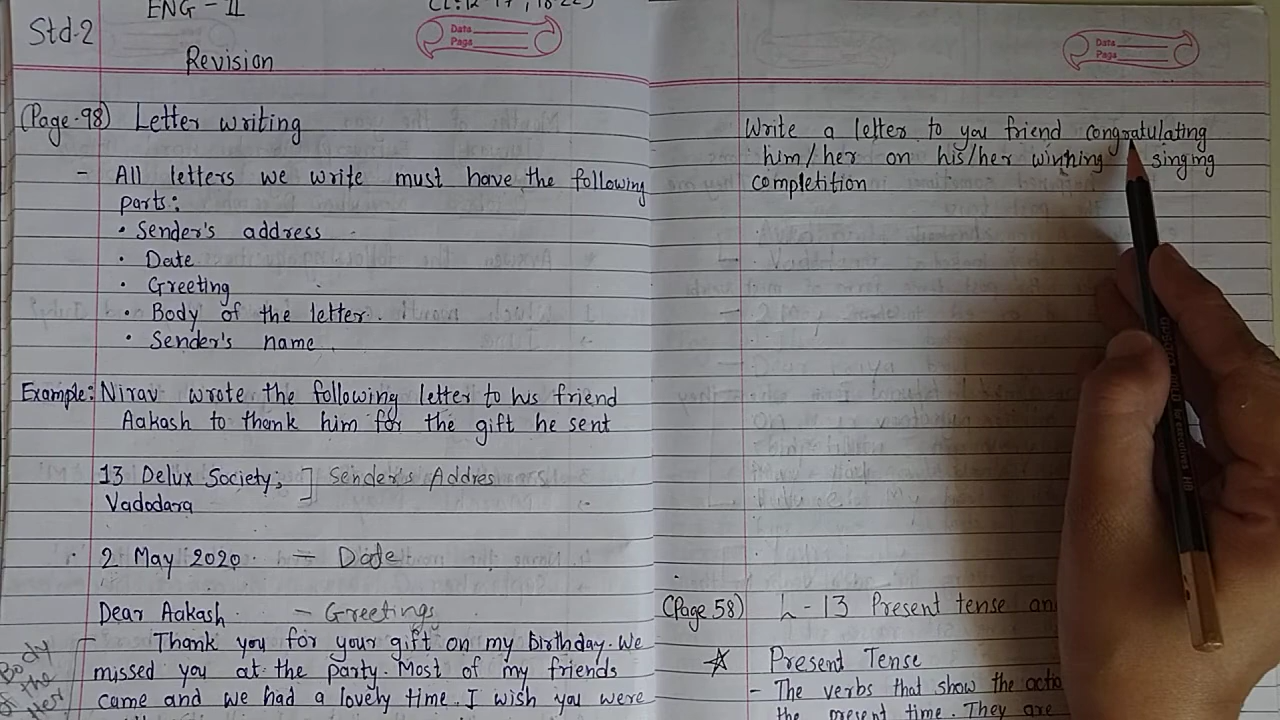 Std-2
ENG - II
Revision
Data
Page
(Page-98) Letter writing
- All letters we write must have the following
parts:
• Sender's address
• Date
• Greeting
• Body of the letter.
• Sender's name
Example: Nirav wrote the following letter to his friend
Aakash to thank him for the gift he sent
13 Delux Society, ] Sender's Addres
Vadodara
2 May 2020 - Date
Dear Aakash - Greetings
Thank you for your gift on my birthday. We
missed you at the party. Most of my friends
came and we had a lovely time. I wish you were
Body
of the
Data
Page
Write a letter to you friend congratulating
him/her on his/her winning singing
completition
(Page 58) L-13 Present tense an
☆ Present Tense
- The verbs that show the actio
the present time. They are